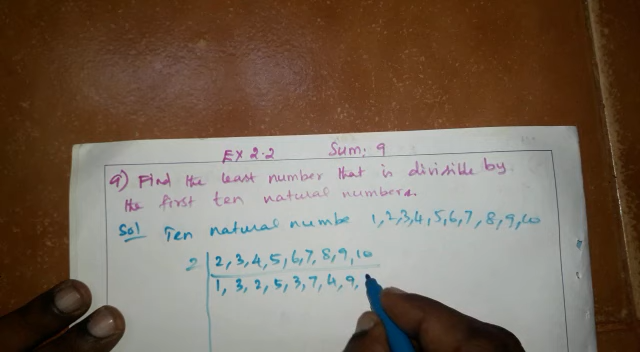 EX 2.2 Sum: 9
9) Find the least number that is divisible by
the first ten natural numbers.
Sol Ten natural numbe 1,2,3,4,5,6,7,8,9,10
2 | 2,3,4,5,6,7,8,9,10
1,3,2,5,3,7,4,9,